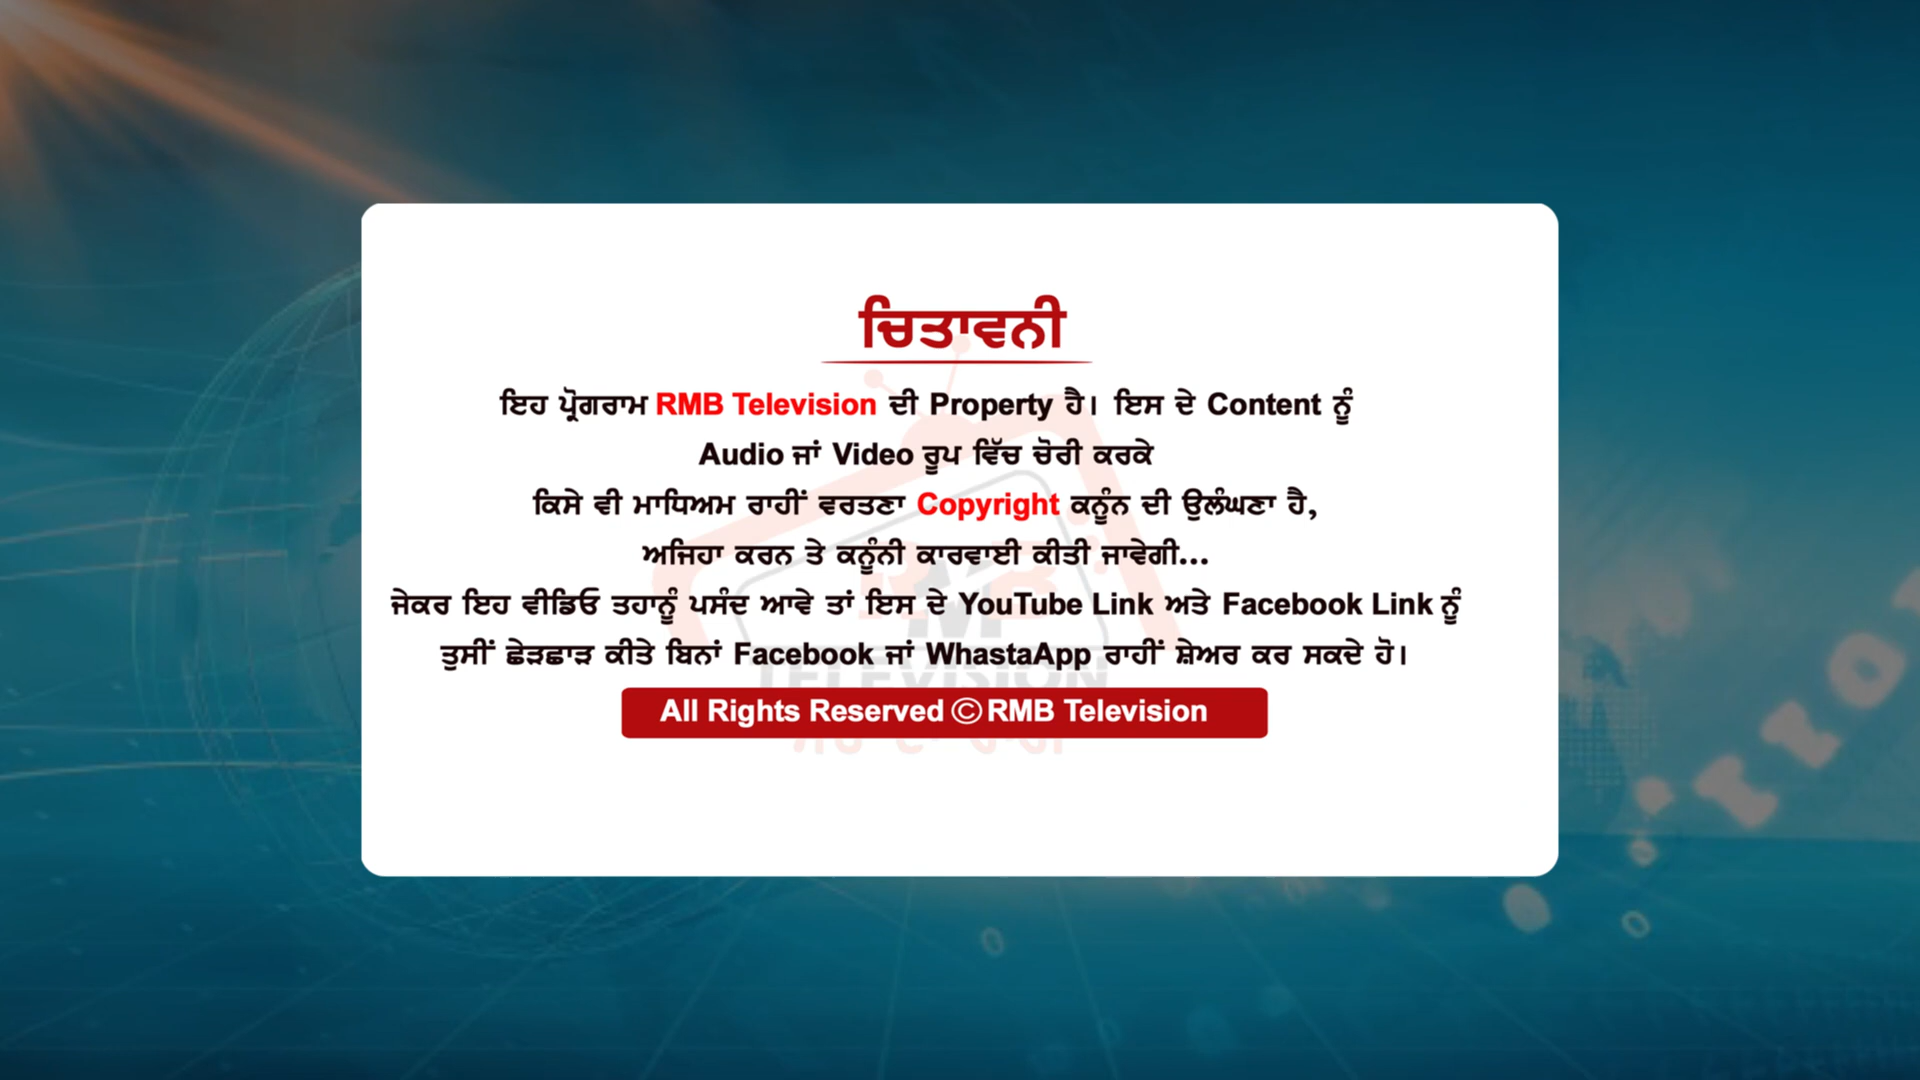 ਚਿਤਾਵਨੀ
ਇਹ ਪ੍ਰੋਗਰਾਮ RMB Television ਦੀ Property ਹੈ। ਇਸ ਦੇ Content ਨੂੰ
Audio ਜਾਂ Video ਰੂਪ ਵਿੱਚ ਚੋਰੀ ਕਰਕੇ
ਕਿਸੇ ਵੀ ਮਾਧਿਅਮ ਰਾਹੀਂ ਵਰਤਣਾ Copyright ਕਨੂੰਨ ਦੀ ਉਲੰਘਣਾ ਹੈ,
ਅਜਿਹਾ ਕਰਨ ਤੇ ਕਨੂੰਨੀ ਕਾਰਵਾਈ ਕੀਤੀ ਜਾਵੇਗੀ...
ਜੇਕਰ ਇਹ ਵੀਡਿਓ ਤਹਾਨੂੰ ਪਸੰਦ ਆਵੇ ਤਾਂ ਇਸ ਦੇ YouTube Link ਅਤੇ Facebook Link ਨੂੰ
ਤੁਸੀਂ ਛੇੜਛਾੜ ਕੀਤੇ ਬਿਨਾਂ Facebook ਜਾਂ WhastaApp ਰਾਹੀਂ ਸ਼ੇਅਰ ਕਰ ਸਕਦੇ ਹੋ।
TELEVISION
All Rights Reserved © RMB Television